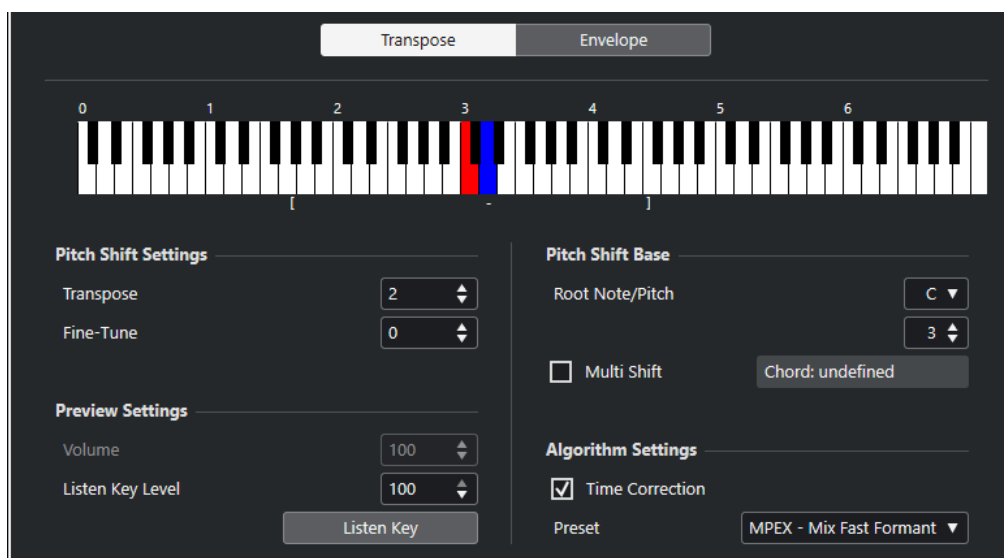 Transpose Envelope
0 1 2 3 4 5 6
[ - ]
Pitch Shift Settings
Transpose 2
Fine-Tune 0
Preview Settings
Volume 100
Listen Key Level 100
Listen Key
Pitch Shift Base
Root Note/Pitch C
3
Multi Shift Chord: undefined
Algorithm Settings
Time Correction
Preset MPEX - Mix Fast Formant